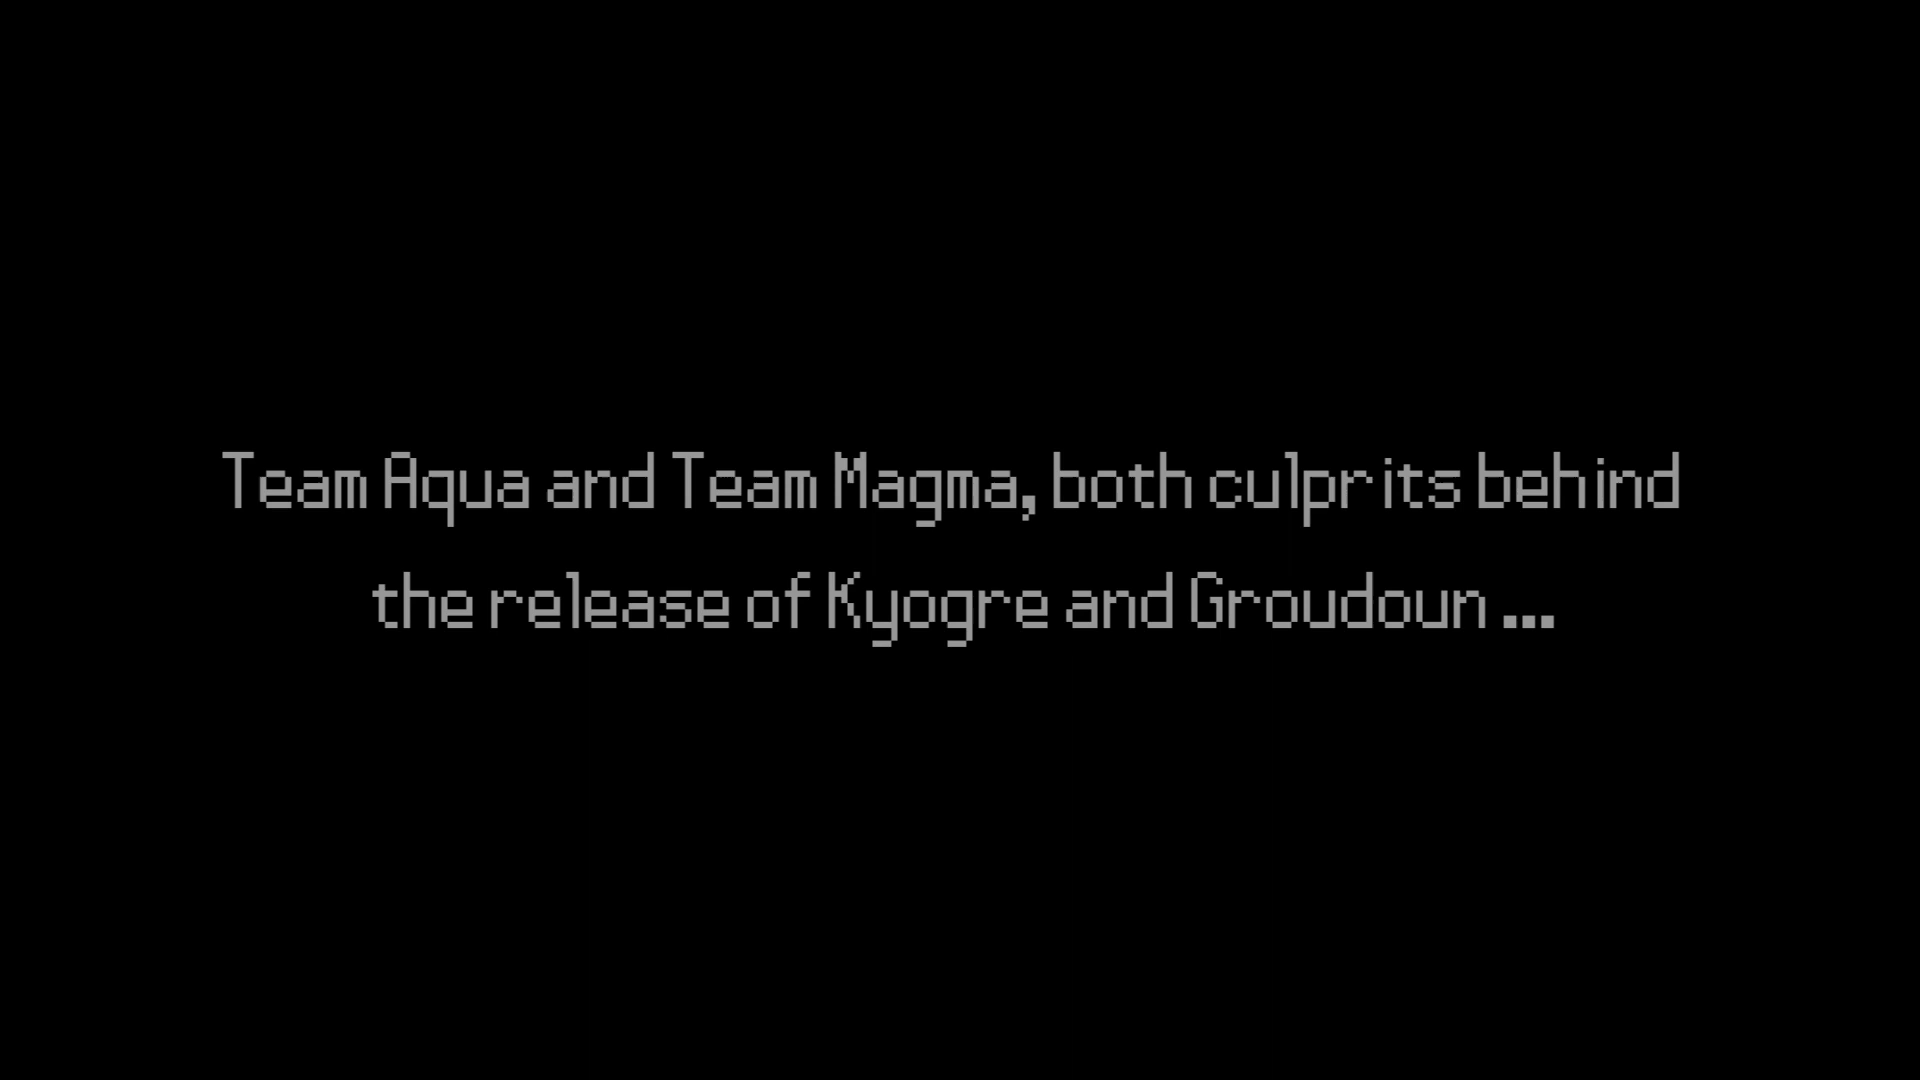 Team Aqua and Team Magma, both culprits behind
the release of Kyogre and Groudoun ...